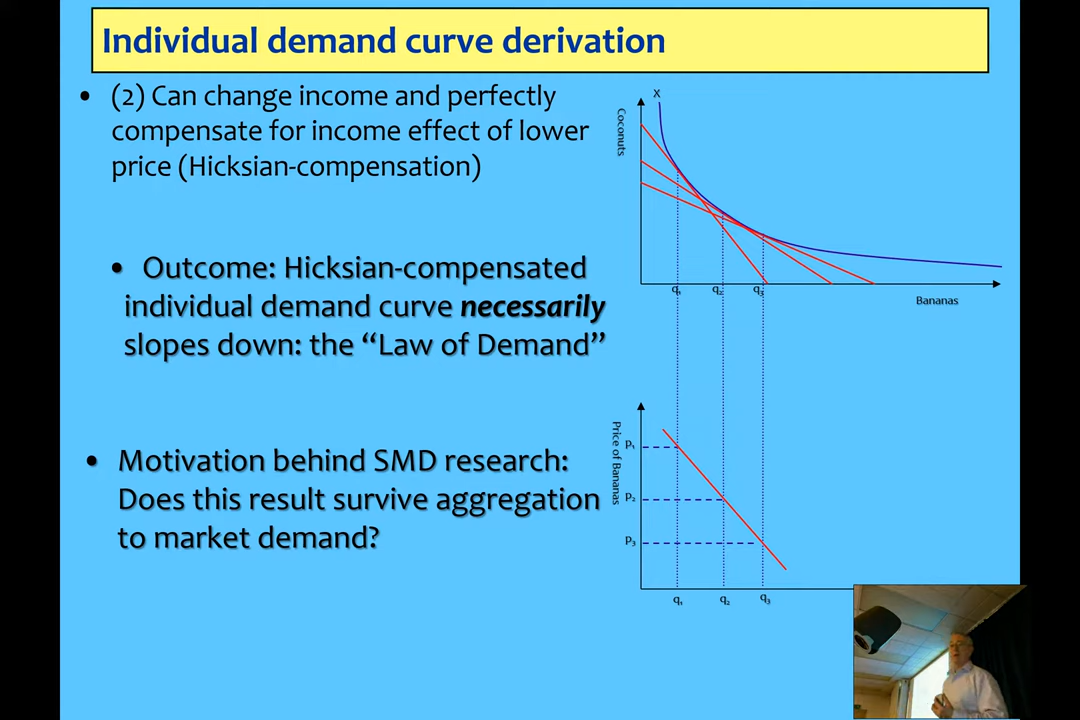 Individual demand curve derivation
• (2) Can change income and perfectly
compensate for income effect of lower
price (Hicksian-compensation)
• Outcome: Hicksian-compensated
individual demand curve necessarily
slopes down: the “Law of Demand”
• Motivation behind SMD research:
Does this result survive aggregation
to market demand?
X
Coconuts
q₁ q₂ q₃
Bananas
Price of Bananas
p₁
p₂
p₃
q₁ q₂ q₃